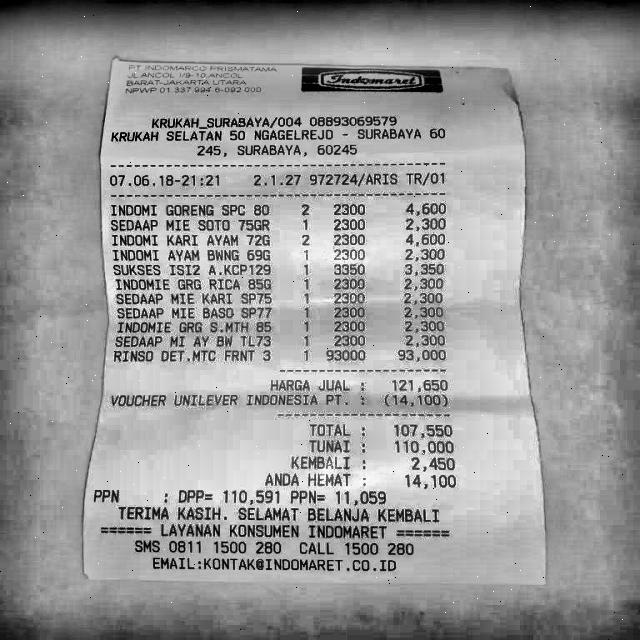 PT INDOMARCO PRISMATAMA
JL ANCOL I/9-10 ANCOL
BARAT-JAKARTA UTARA
NPWP 01 337 994 6-092 000
Indomaret
KRUKAH_SURABAYA/004 08893069579
KRUKAH SELATAN 50 NGAGELREJO - SURABAYA 60
245, SURABAYA, 60245
07.06.18-21:21 2.1.27 972724/ARIS TR/01
INDOMI GORENG SPC 80 2 2300 4,600
SEDAAP MIE SOTO 75GR 1 2300 2,300
INDOMI KARI AYAM 72G 2 2300 4,600
INDOMI AYAM BWNG 69G 1 2300 2,300
SUKSES ISI2 A.KCP129 1 3350 3,350
INDOMIE GRG RICA 85G 1 2300 2,300
SEDAAP MIE KARI SP75 1 2300 2,300
SEDAAP MIE BASO SP77 1 2300 2,300
INDOMIE GRG S.MTH 85 1 2300 2,300
SEDAAP MI AY BW TL73 1 2300 2,300
RINSO DET.MTC FRNT 3 1 93000 93,000
HARGA JUAL : 121,650
VOUCHER UNILEVER INDONESIA PT. : (14,100)
TOTAL : 107,550
TUNAI : 110,000
KEMBALI : 2,450
ANDA HEMAT : 14,100
PPN : DPP= 110,591 PPN= 11,059
TERIMA KASIH. SELAMAT BELANJA KEMBALI
====== LAYANAN KONSUMEN INDOMARET ======
SMS 0811 1500 280 CALL 1500 280
EMAIL:KONTAK@INDOMARET.CO.ID